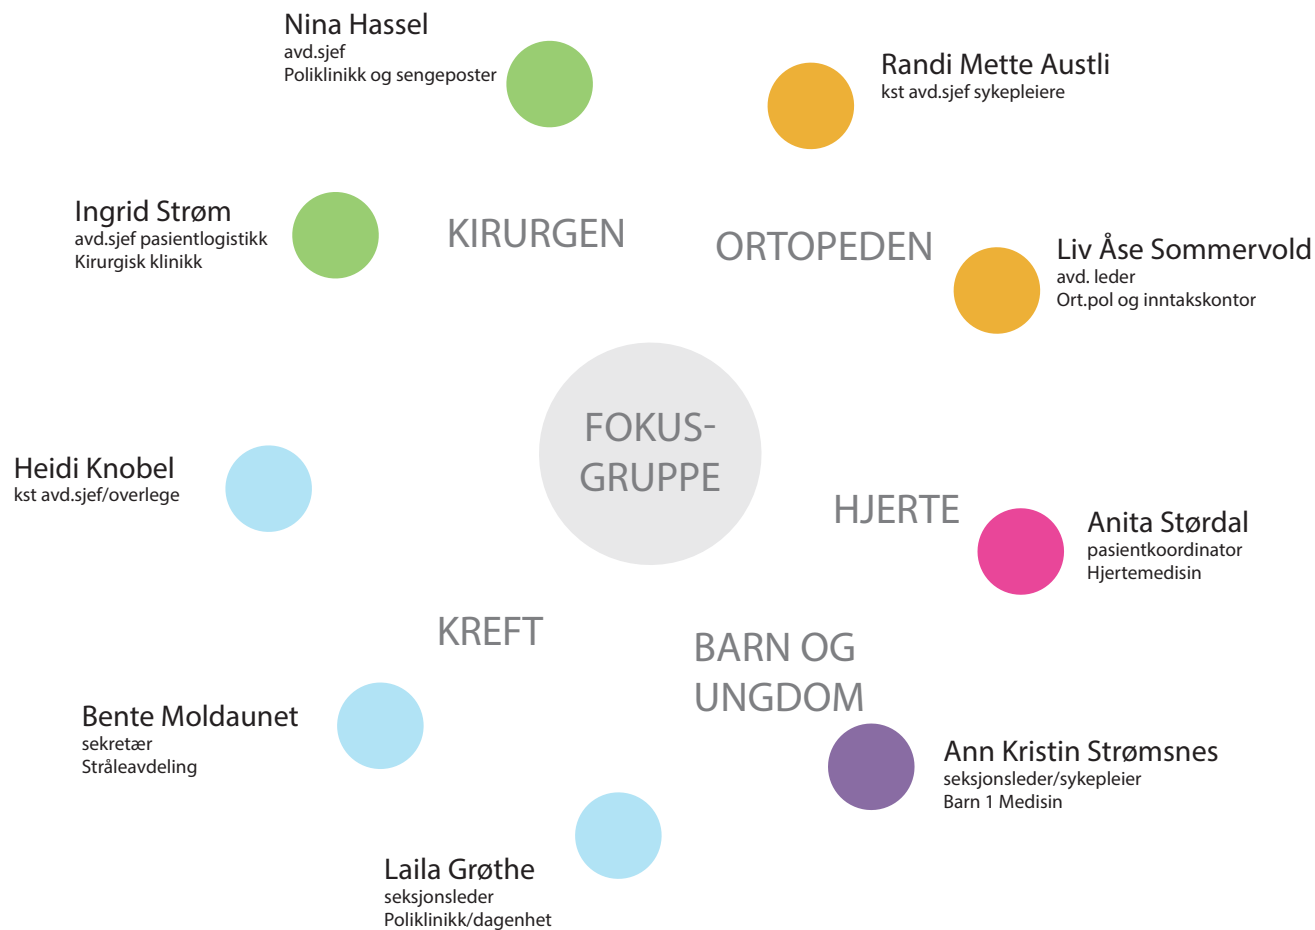 Nina Hassel
avd.sjef
Poliklinikk og sengeposter
Randi Mette Austli
kst avd.sjef sykepleiere
Ingrid Strøm
avd.sjef pasientlogistikk
Kirurgisk klinikk
KIRURGEN
ORTOPEDEN
Liv Åse Sommervold
avd. leder
Ort.pol og inntakskontor
FOKUS-
GRUPPE
Heidi Knobel
kst avd.sjef/overlege
HJERTE
Anita Størdal
pasientkoordinator
Hjertemedisin
KREFT
BARN OG
UNGDOM
Bente Moldaunet
sekretær
Stråleavdeling
Ann Kristin Strømsnes
seksjonsleder/sykepleier
Barn 1 Medisin
Laila Grøthe
seksjonsleder
Poliklinikk/dagenhet